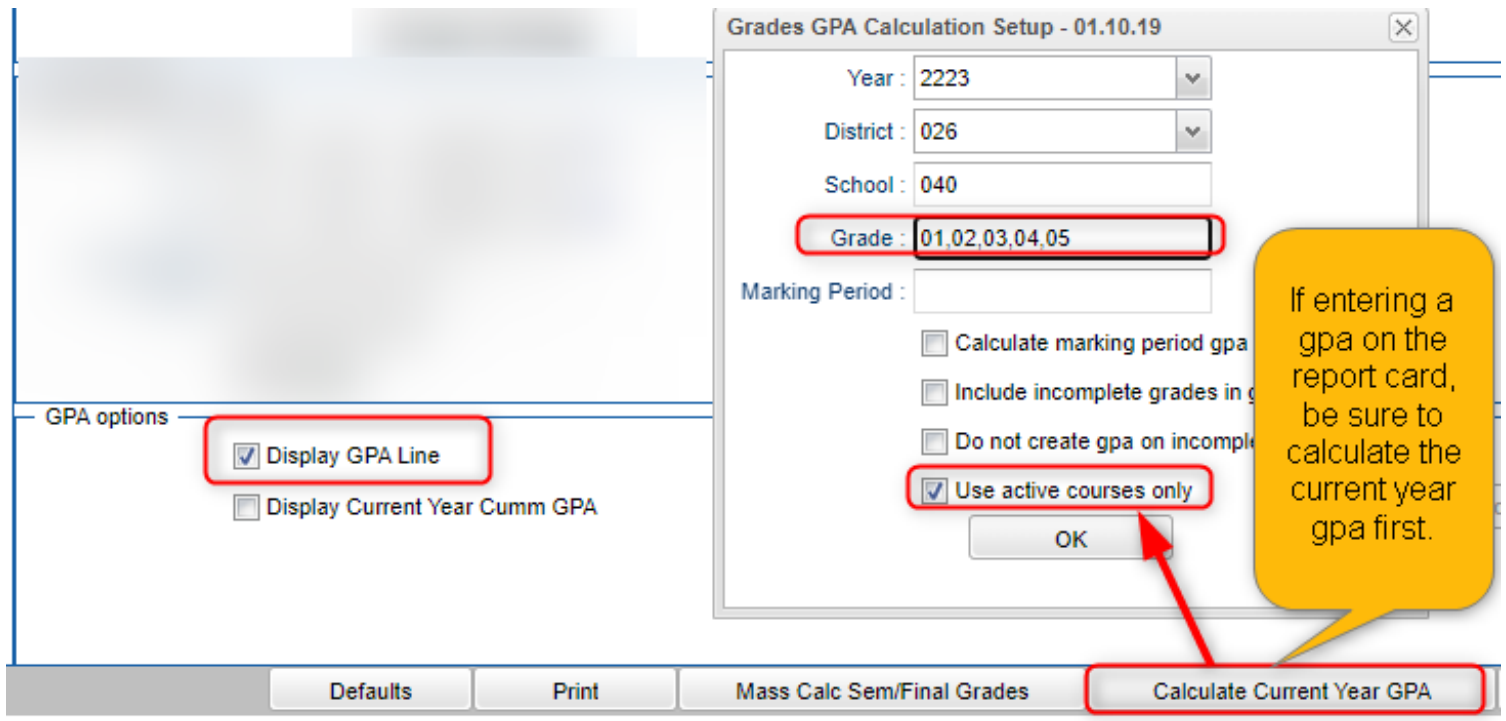 Grades GPA Calculation Setup - 01.10.19
Year : 2223
District : 026
School : 040
Grade : 01,02,03,04,05
Marking Period :
Calculate marking period gpa
Include incomplete grades in
Do not create gpa on
Use active courses only
OK
If entering a
gpa on the
report card,
be sure to
calculate the
current year
gpa first.
GPA options
Display GPA Line
Display Current Year Cumm GPA
Defaults
Print
Mass Calc Sem/Final Grades
Calculate Current Year GPA